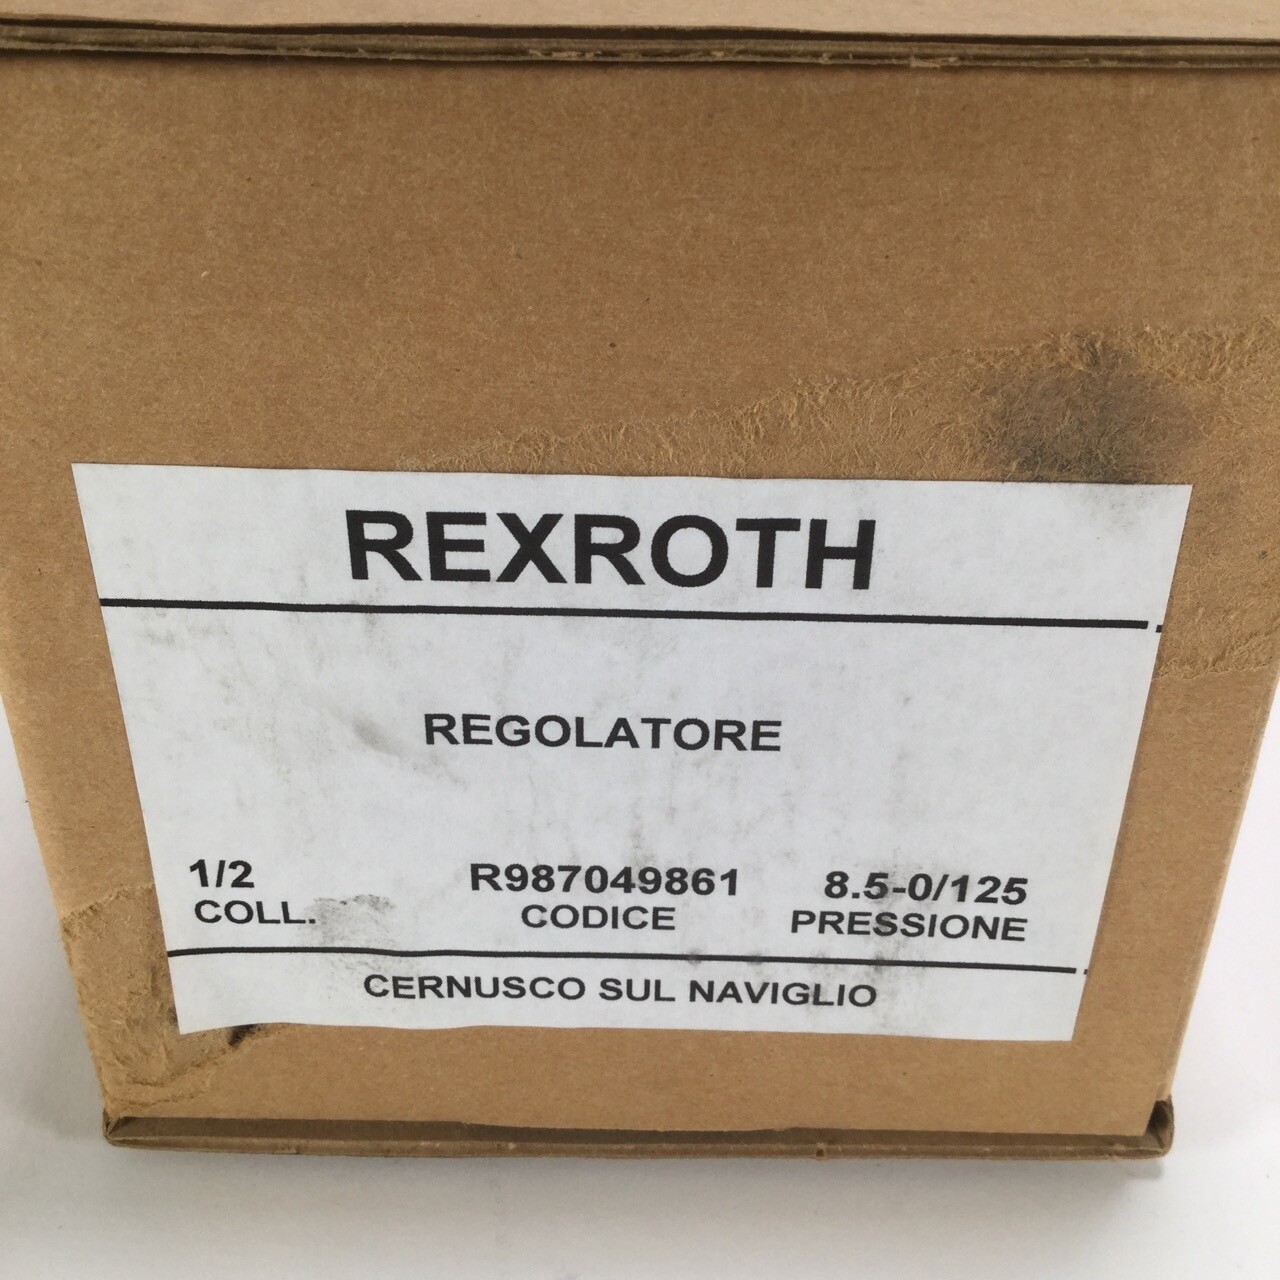 REXROTH
REGOLATORE
1/2 R987049861 8.5-0/125
COLL. CODICE PRESSIONE
CERNUSCO SUL NAVIGLIO